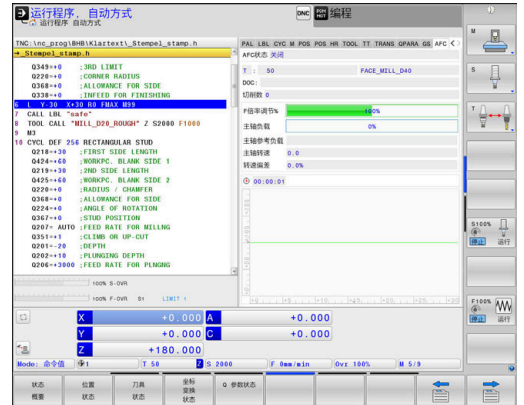 运行程序, 自动方式
运行程序 自动方式
DNC
编程
TNC:\nc_prog\BHB\Klartext\_Stempel_stamp.h
→_Stempel_stamp.h
Q349=+0 ;3RD LIMIT
Q220=+0 ;CORNER RADIUS
Q368=+0 ;ALLOWANCE FOR SIDE
Q338=+0 ;INFEED FOR FINISHING
6 L Y-30 X+30 R0 FMAX M99
7 CALL LBL "safe"
8 TOOL CALL "MILL_D20_ROUGH" Z S2000 F1000
9 M3
10 CYCL DEF 256 RECTANGULAR STUD
Q218=+30 ;FIRST SIDE LENGTH
Q424=+60 ;WORKPC. BLANK SIDE 1
Q219=+30 ;2ND SIDE LENGTH
Q425=+60 ;WORKPC. BLANK SIDE 2
Q220=+0 ;RADIUS / CHAMFER
Q368=+0 ;ALLOWANCE FOR SIDE
Q224=+0 ;ANGLE OF ROTATION
Q367=+0 ;STUD POSITION
Q207= AUTO ;FEED RATE FOR MILLNG
Q351=+1 ;CLIMB OR UP-CUT
Q201=-20 ;DEPTH
Q202=+10 ;PLUNGING DEPTH
Q206=+3000 ;FEED RATE FOR PLNGNG
100% S-OVR
100% F-OVR S1 LIMIT 1
PAL LBL CYC M POS POS HR TOOL TT TRANS QPARA GS AFC
AFC状态 关闭
T : 50 FACE_MILL_D40
DOC:
切削数 0
F倍率调节% 100%
主轴负载 0%
主轴参考负载
主轴转速 0.0
转速偏差 0.0%
00:00:01
X +0.000 A +0.000
Y +0.000 C +0.000
Z +180.000
Mode: 命令值 1 T 50 Z S 2000 F 0mm/min Ovr 100% M 5/9
状态 概要
位置 状态
刀具 状态
坐标 变换 状态
Q 参数状态
M
S
T
S100%
停止 运行
F100%
停止 运行